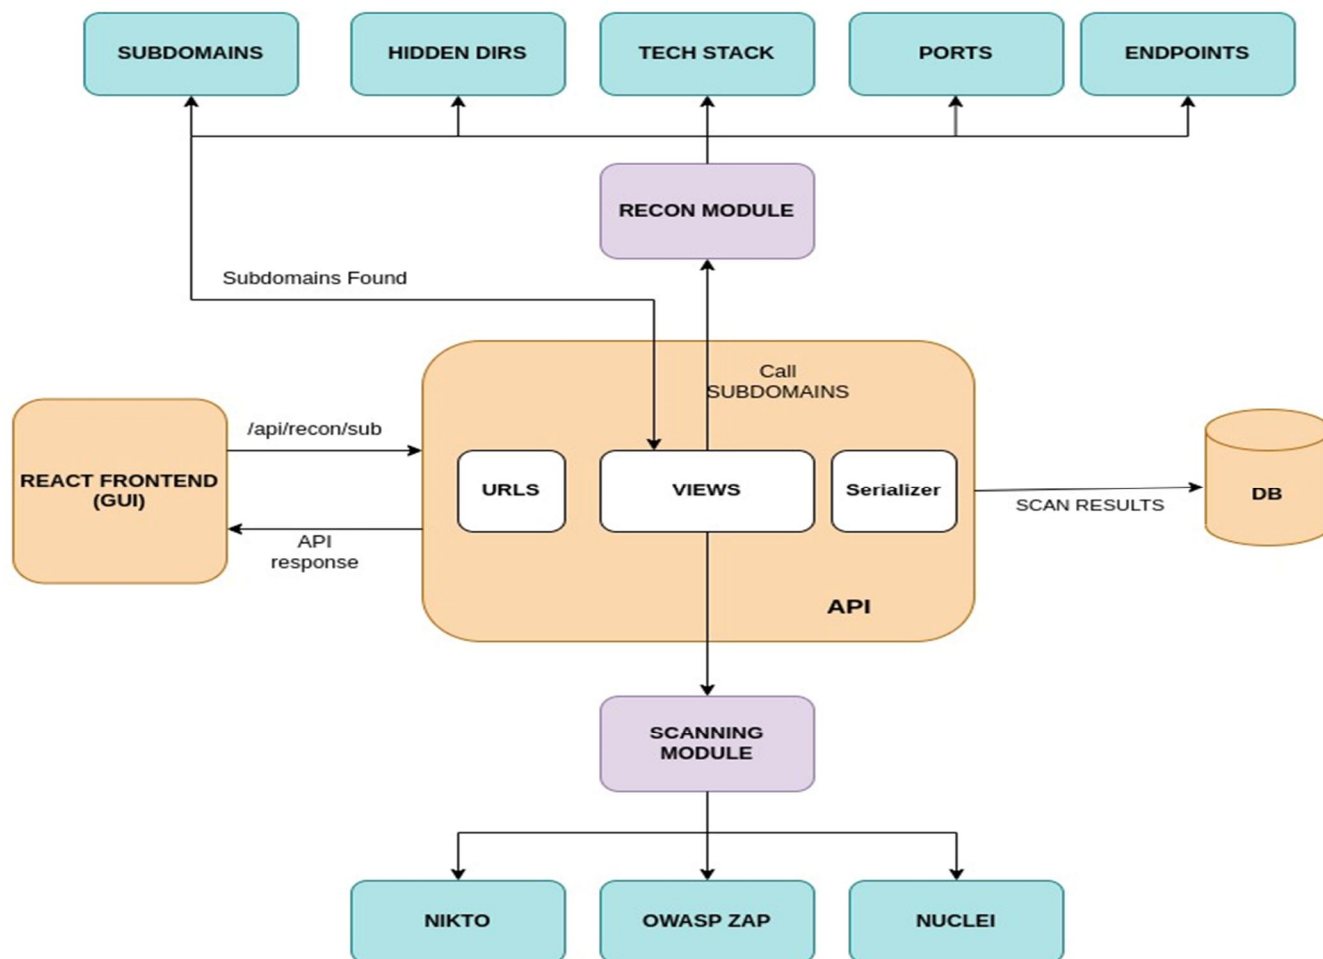 SUBDOMAINS
HIDDEN DIRS
TECH STACK
PORTS
ENDPOINTS
RECON MODULE
Subdomains Found
Call
SUBDOMAINS
/api/recon/sub
REACT FRONTEND
(GUI)
URLS
VIEWS
Serializer
SCAN RESULTS
DB
API
response
API
SCANNING
MODULE
NIKTO
OWASP ZAP
NUCLEI